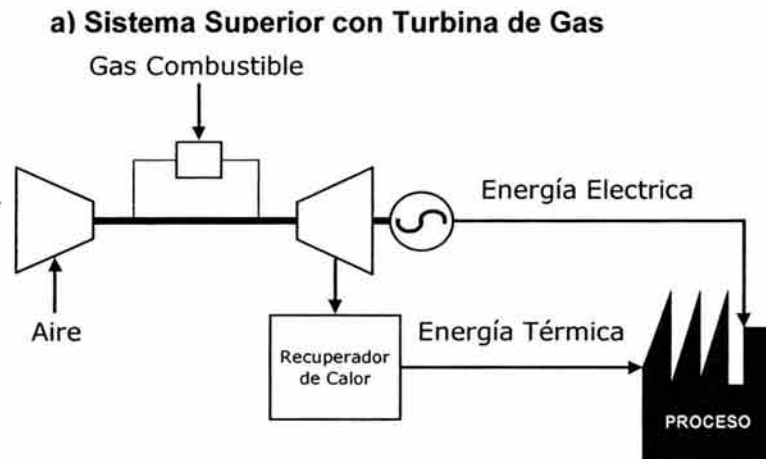 a) Sistema Superior con Turbina de Gas
Gas Combustible
Energía Electrica
Aire
Energía Térmica
Recuperador
de Calor
PROCESO